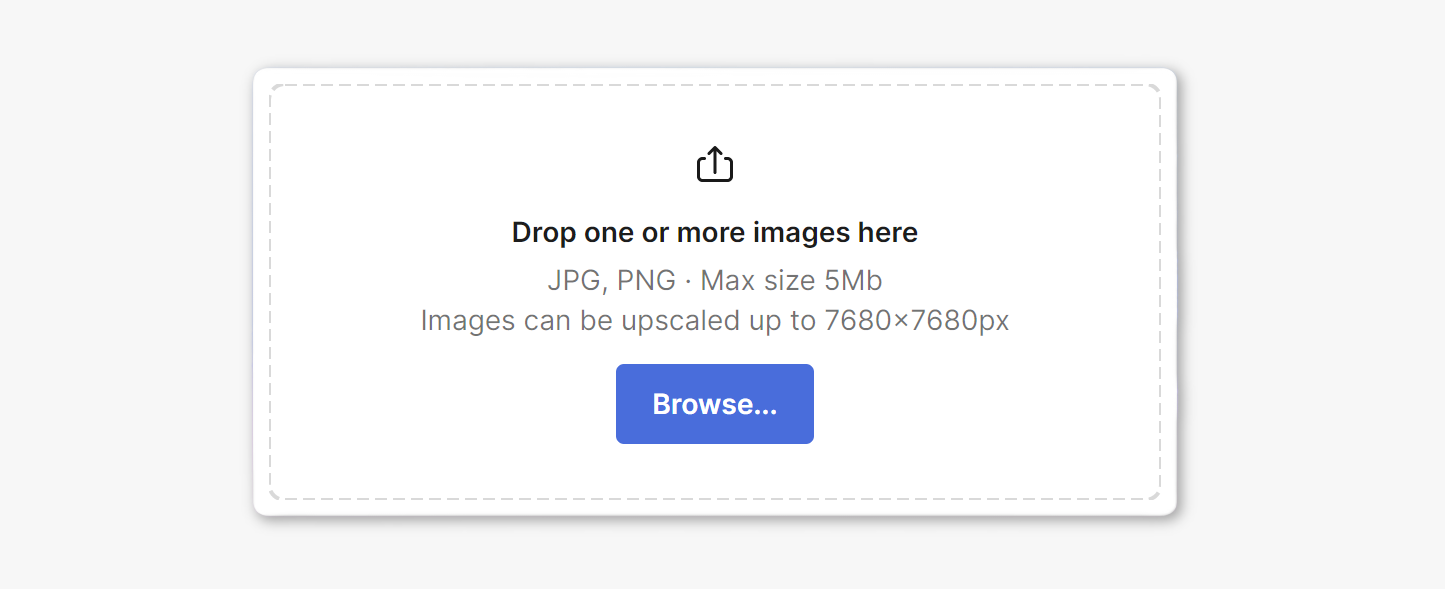 Drop one or more images here
JPG, PNG · Max size 5Mb
Images can be upscaled up to 7680×7680px
Browse...